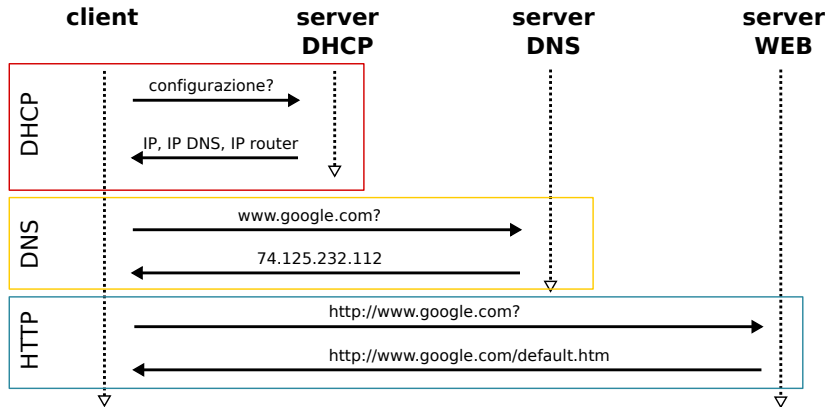 client
server
DHCP
server
DNS
server
WEB
DHCP
configurazione?
IP, IP DNS, IP router
DNS
www.google.com?
74.125.232.112
HTTP
http://www.google.com?
http://www.google.com/default.htm